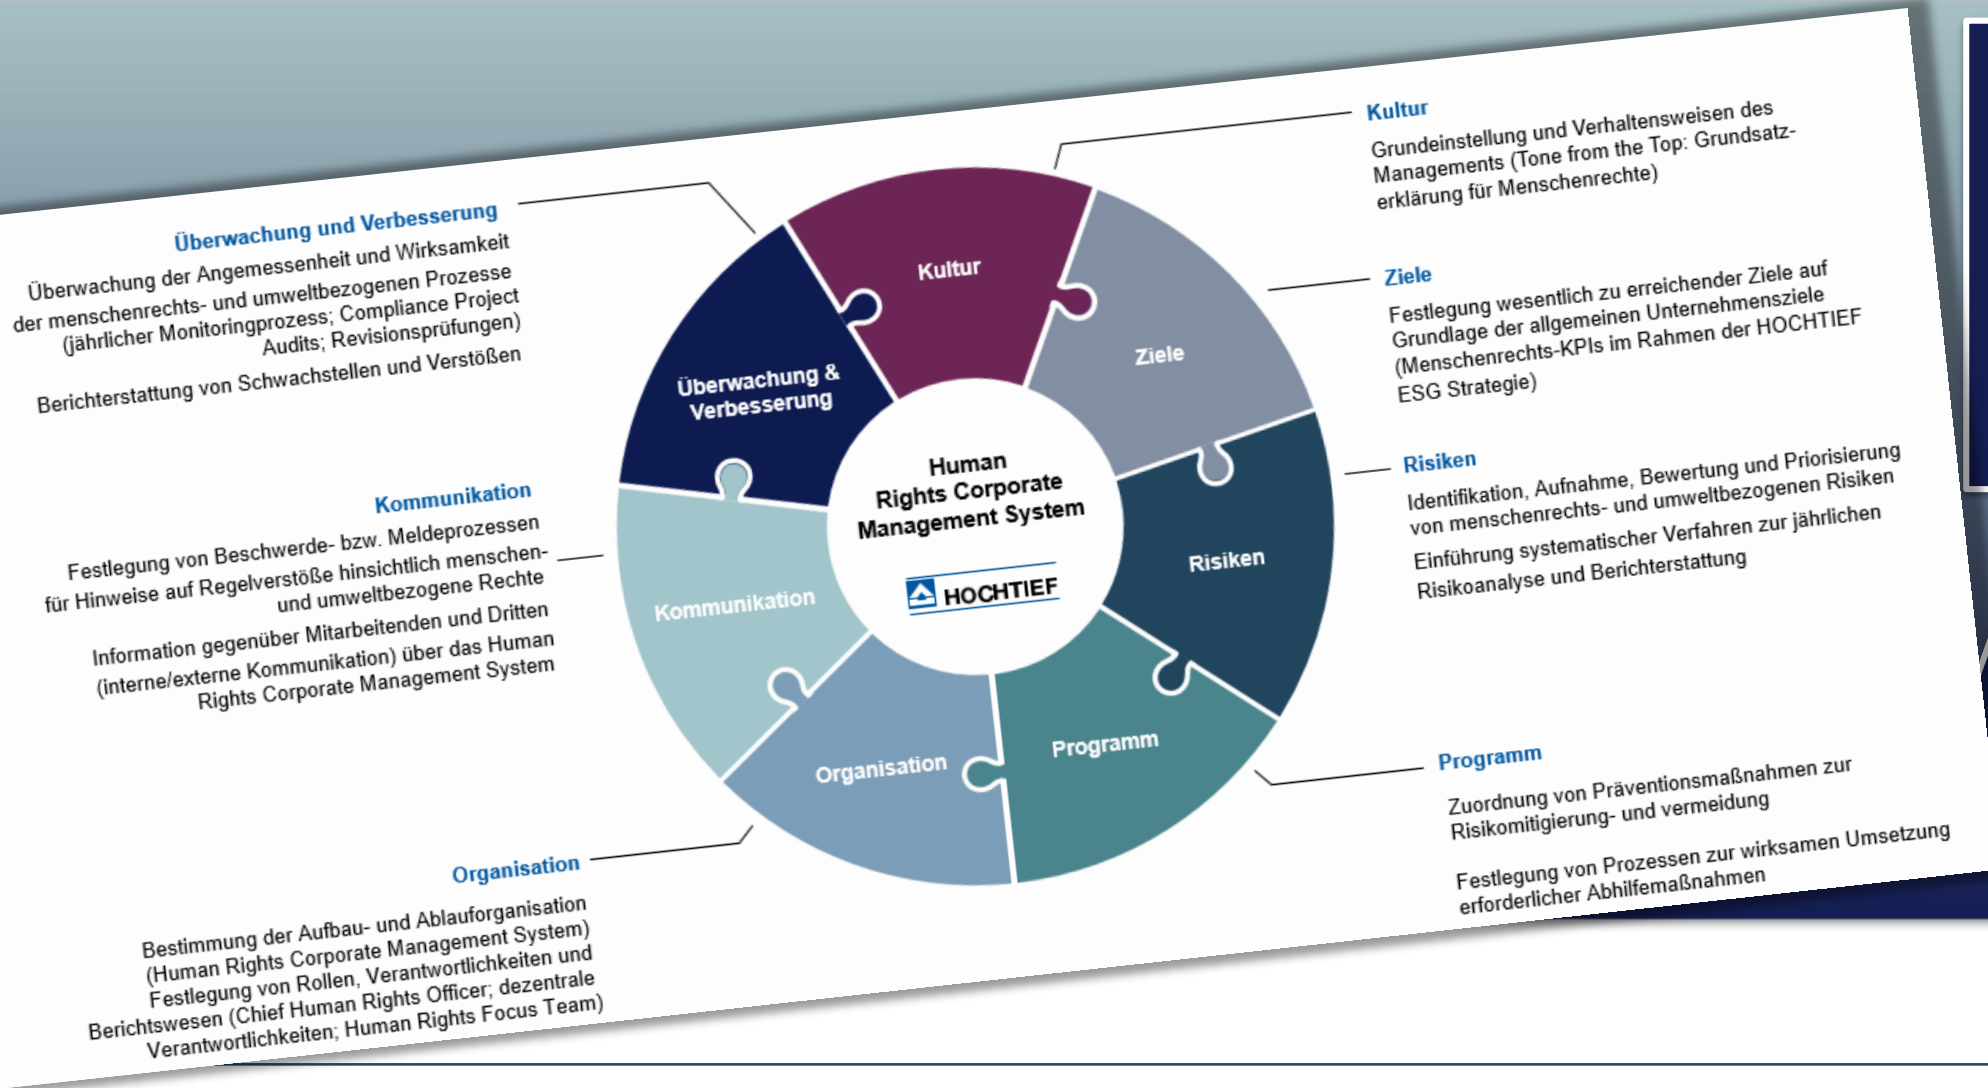 Kultur
Grundeinstellung und Verhaltensweisen des
Managements (Tone from the Top: Grundsatz-
erklärung für Menschenrechte)
Ziele
Festlegung wesentlich zu erreichender Ziele auf
Grundlage der allgemeinen Unternehmensziele
(Menschenrechts-KPIs im Rahmen der HOCHTIEF
ESG Strategie)
Risiken
Identifikation, Aufnahme, Bewertung und Priorisierung
von menschenrechts- und umweltbezogenen Risiken
Einführung systematischer Verfahren zur jährlichen
Risikoanalyse und Berichterstattung
Programm
Zuordnung von Präventionsmaßnahmen zur
Risikomitigierung- und vermeidung
Festlegung von Prozessen zur wirksamen Umsetzung
erforderlicher Abhilfemaßnahmen
Organisation
Bestimmung der Aufbau- und Ablauforganisation
(Human Rights Corporate Management System)
Festlegung von Rollen, Verantwortlichkeiten und
Berichtswesen (Chief Human Rights Officer; dezentrale
Verantwortlichkeiten; Human Rights Focus Team)
Kommunikation
Festlegung von Beschwerde- bzw. Meldeprozessen
für Hinweise auf Regelverstöße hinsichtlich menschen-
und umweltbezogene Rechte
Information gegenüber Mitarbeitenden und Dritten
(interne/externe Kommunikation) über das Human
Rights Corporate Management System
Überwachung und Verbesserung
Überwachung der Angemessenheit und Wirksamkeit
der menschenrechts- und umweltbezogenen Prozesse
(jährlicher Monitoringprozess; Compliance Project
Audits; Revisionsprüfungen)
Berichterstattung von Schwachstellen und Verstößen
Kultur
Ziele
Risiken
Programm
Organisation
Kommunikation
Überwachung &
Verbesserung
Human
Rights Corporate
Management System
HOCHTIEF